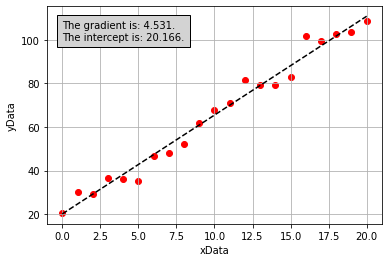 The gradient is: 4.531.
The intercept is: 20.166.
100
80
60
40
20
yData
0.0 2.5 5.0 7.5 10.0 12.5 15.0 17.5 20.0
xData